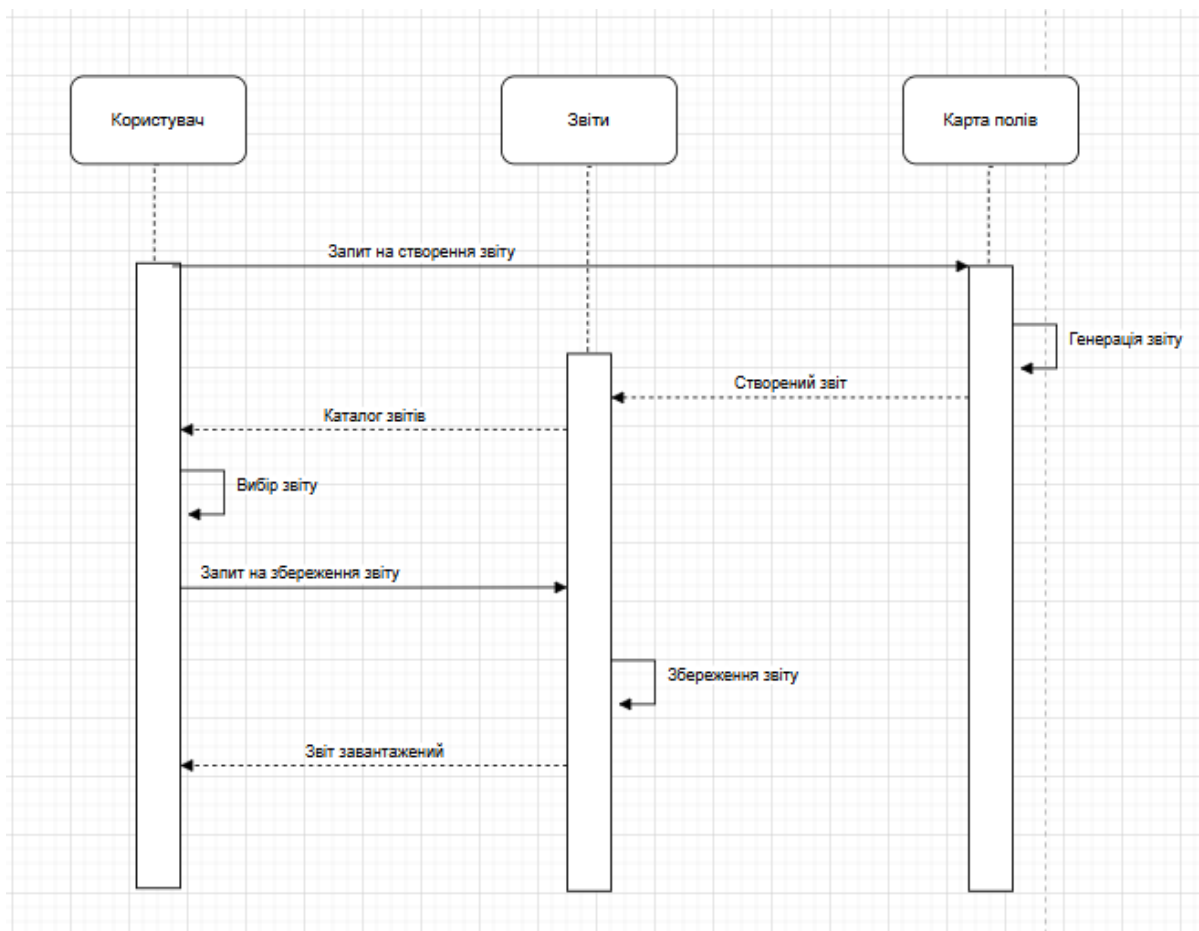 Користувач
Звіти
Карта полів
Запит на створення звіту
Генерація звіту
Створений звіт
Каталог звітів
Вибір звіту
Запит на збереження звіту
Збереження звіту
Звіт завантажений